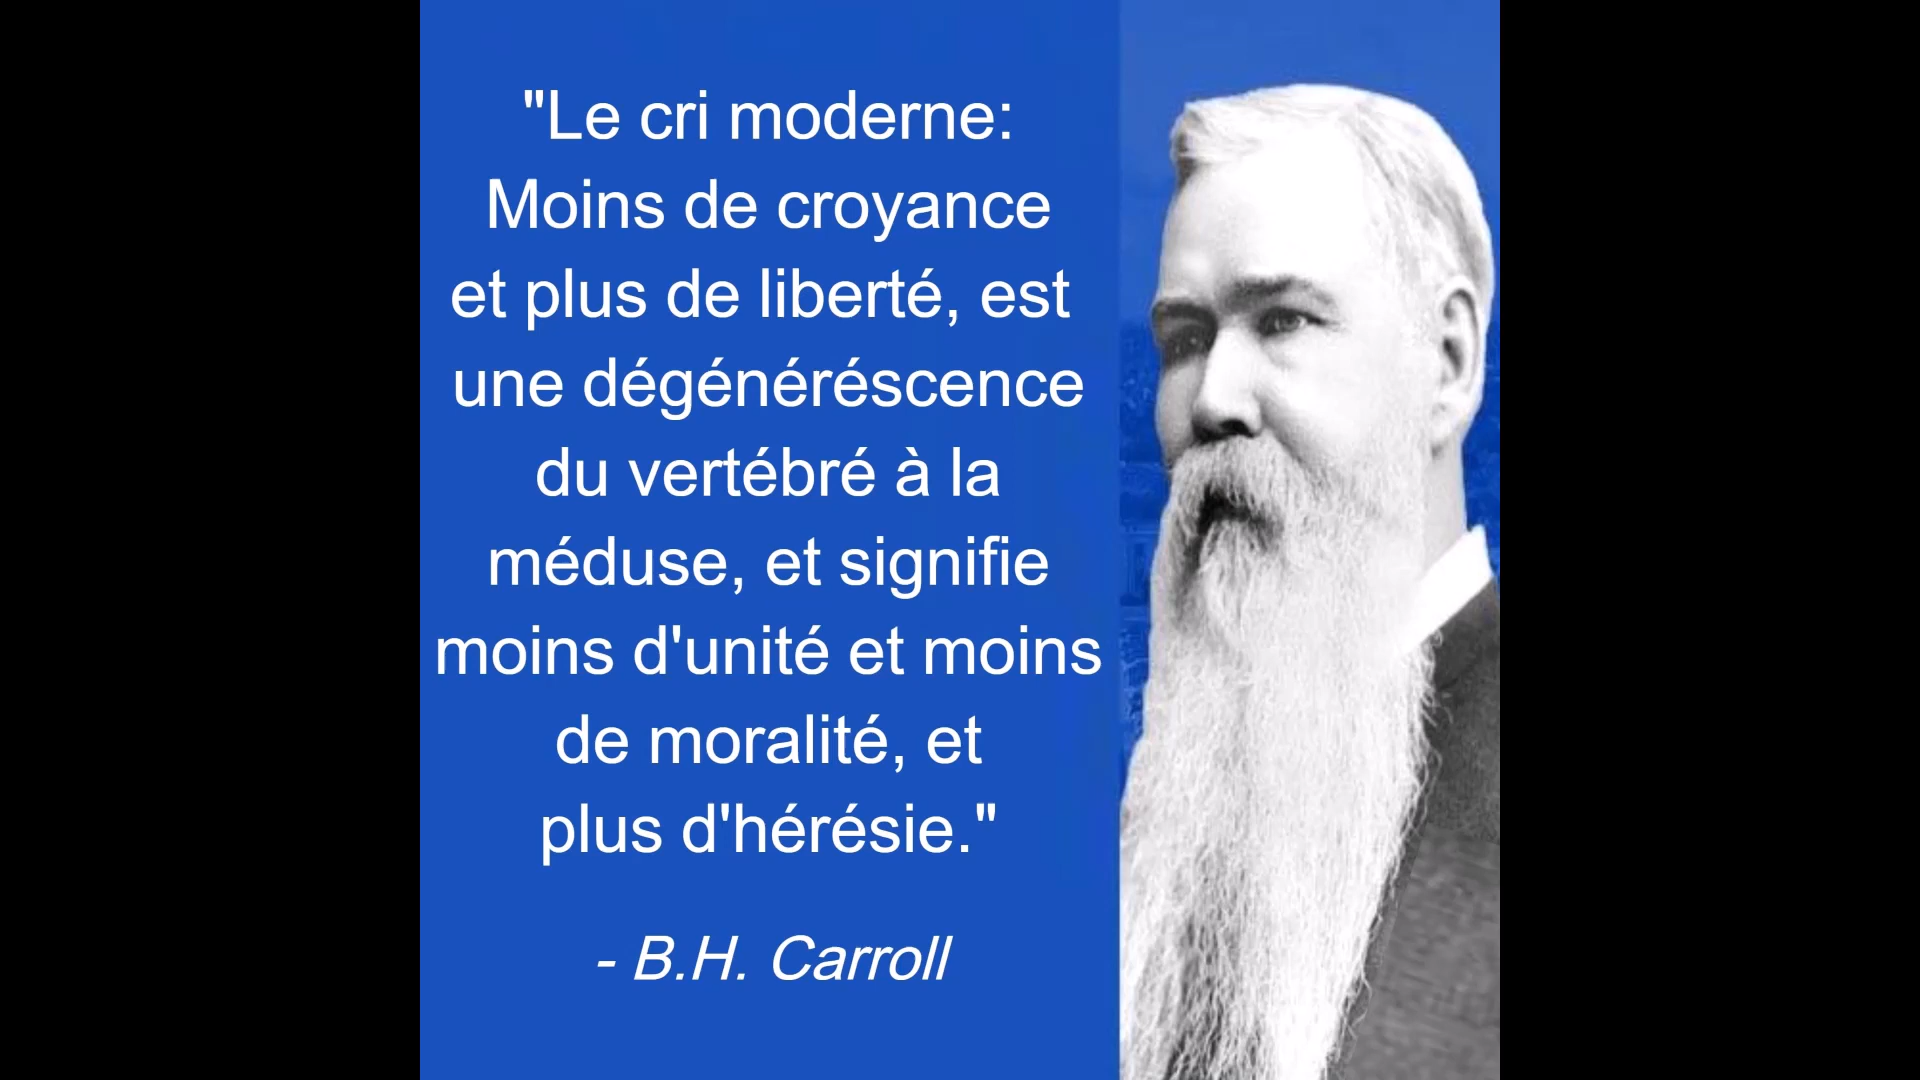 "Le cri moderne:
Moins de croyance
et plus de liberté, est
une dégénéréscence
du vertébré à la
méduse, et signifie
moins d'unité et moins
de moralité, et
plus d'hérésie."
- B.H. Carroll